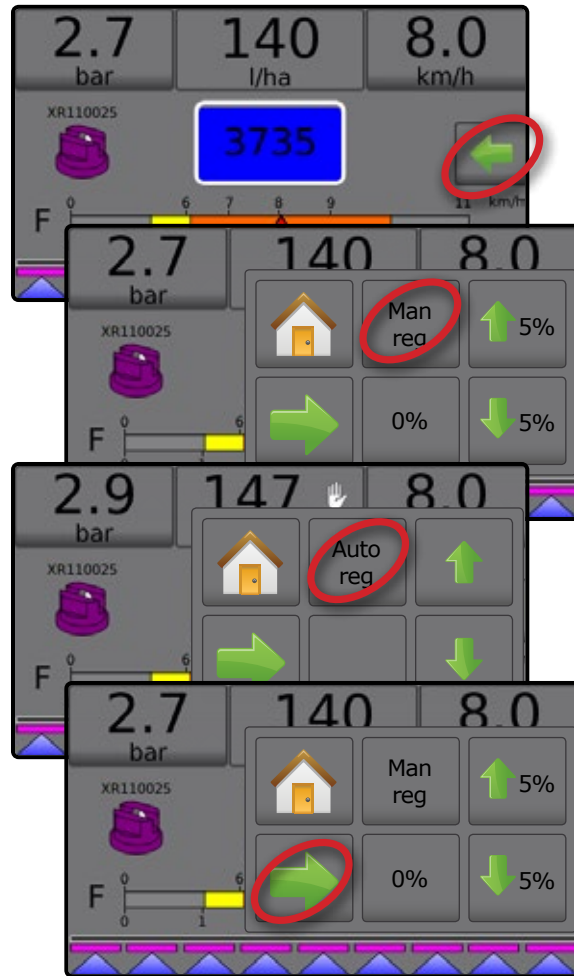 2.7 140 8.0
bar l/ha km/h
XR110025
3735
0 6 7 8 9 11 km/h
F
2.7 140 8.0
bar
Man
reg
5%
XR110025
0% 5%
0 6
F
1
2.9 147 8.0
bar
Auto
reg
XR110025
0 6
F
2.7 140 8.0
bar
Man
reg
5%
XR110025
0% 5%
0 6
F
0 1